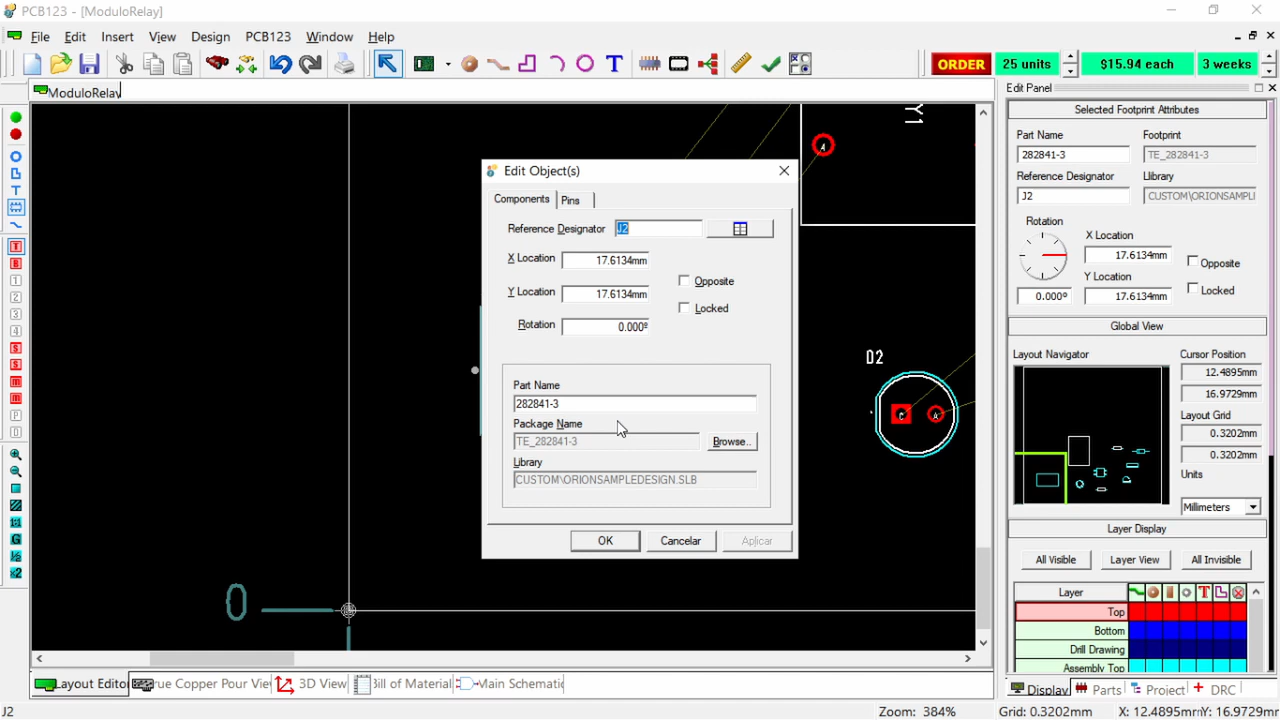 PCB123 - [ModuloRelay]
File Edit Insert View Design PCB123 Window Help
ORDER 25 units $15.94 each 3 weeks
ModuloRelay
Edit Panel
Selected Footprint Attributes
Part Name Footprint
282841-3 TE_282841-3
Reference Designator Library
J2 CUSTOM\ORIONSAMPL
Rotation
X Location
17.6134mm
Opposite
Y Location
0.000º 17.6134mm
Locked
Global View
Layout Navigator Cursor Position
12.4895mm
16.9729mm
Layout Grid
0.3202mm
0.3202mm
Units
Millimeters
Layer Display
All Visible Layer View All Invisible
Layer
Top
Bottom
Drill Drawing
Assembly Top
Display Parts Project DRC
Edit Object(s)
Components Pins
Reference Designator J2
X Location 17.6134mm
Opposite
Y Location 17.6134mm
Locked
Rotation 0.000º
Part Name
282841-3
Package Name
TE_282841-3 Browse..
Library
CUSTOM\ORIONSAMPLEDESIGN.SLB
OK Cancelar Aplicar
Y1
A
D2
C A
0
Layout Editor rue Copper Pour Vie 3D View Bill of Material Main Schematic
J2 Zoom: 384% Grid: 0.3202mm X: 12.4895mm Y: 16.9729mm